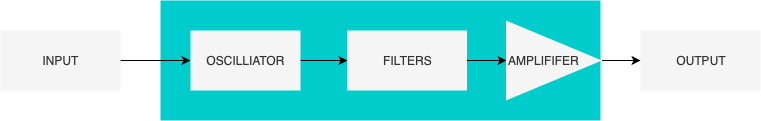 INPUT
OSCILLIATOR
FILTERS
AMPLIFIFER
OUTPUT